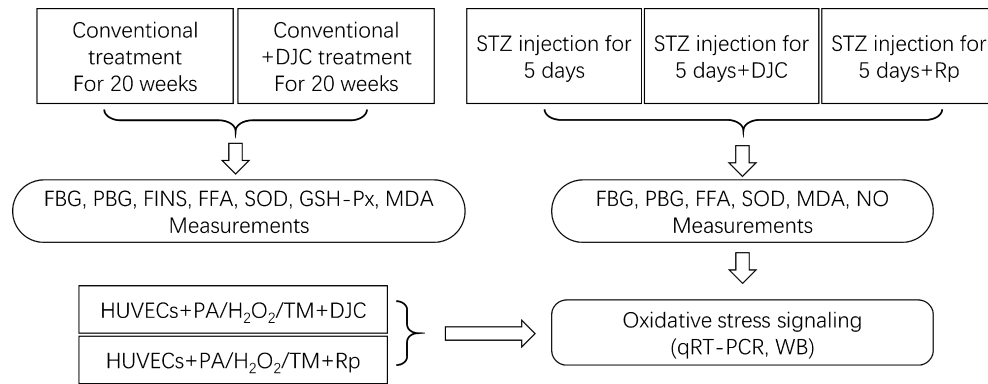 Conventional
treatment
For 20 weeks
Conventional
+DJC treatment
For 20 weeks
STZ injection for
5 days
STZ injection for
5 days+DJC
STZ injection for
5 days+Rp
FBG, PBG, FINS, FFA, SOD, GSH-Px, MDA
Measurements
FBG, PBG, FFA, SOD, MDA, NO
Measurements
HUVECs+PA/H₂O₂/TM+DJC
HUVECs+PA/H₂O₂/TM+Rp
Oxidative stress signaling
(qRT-PCR, WB)